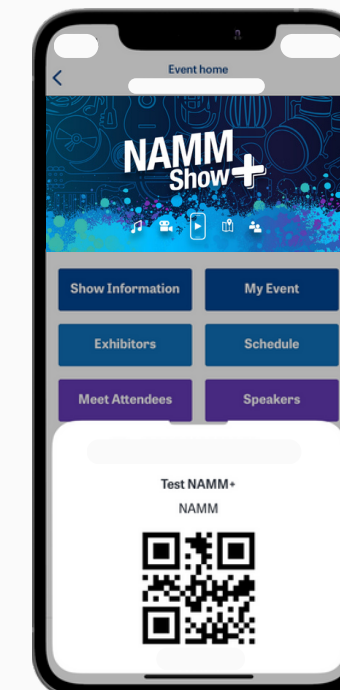 Event home
NAMM
Show+
Show Information
My Event
Exhibitors
Schedule
Meet Attendees
Speakers
Test NAMM+
NAMM